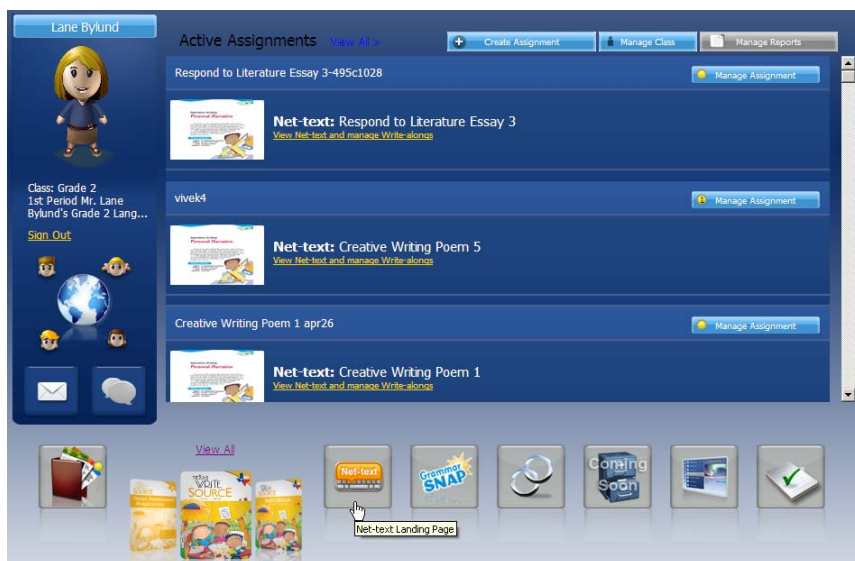 Lane Bylund
Active Assignments View All >
Create Assignment
Manage Class
Manage Reports
Respond to Literature Essay 3-495c1028
Manage Assignment
Net-text: Respond to Literature Essay 3
View Net-text and manage Write-alongs
Class: Grade 2
1st Period Mr. Lane
Bylund's Grade 2 Lang...
Sign Out
vivek4
1 Manage Assignment
Net-text: Creative Writing Poem 5
View Net-text and manage Write-alongs
Creative Writing Poem 1 apr26
Manage Assignment
Net-text: Creative Writing Poem 1
View Net-text and manage Write-alongs
View All
WRITE
SOURCE
Net-text
Grammar
SNAP
Coming
Soon
Net-text Landing Page